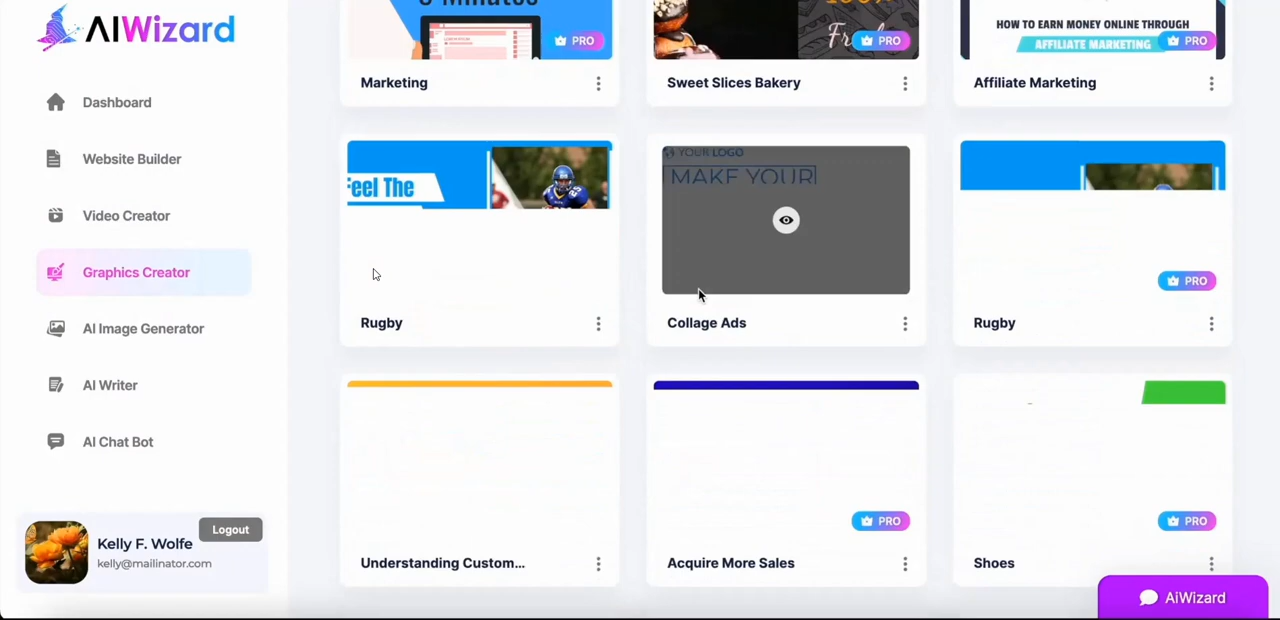 AIWizard
Dashboard
Website Builder
Video Creator
Graphics Creator
AI Image Generator
AI Writer
AI Chat Bot
Kelly F. Wolfe
kelly@mailinator.com
Logout
Minutes
PRO
Marketing
100%
PRO
Sweet Slices Bakery
HOW TO EARN MONEY ONLINE THROUGH
AFFILIATE MARKETING
PRO
Affiliate Marketing
Feel The
Rugby
YOUR LOGO
MAKE YOUR
Collage Ads
PRO
Rugby
Understanding Custom...
PRO
Acquire More Sales
PRO
Shoes
AiWizard